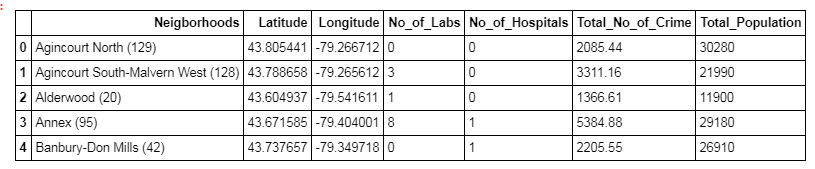 :
Neigborhoods Latitude Longitude No_of_Labs No_of_Hospitals Total_No_of_Crime Total_Population
0 Agincourt North (129) 43.805441 -79.266712 0 0 2085.44 30280
1 Agincourt South-Malvern West (128) 43.788658 -79.265612 3 0 3311.16 21990
2 Alderwood (20) 43.604937 -79.541611 1 0 1366.61 11900
3 Annex (95) 43.671585 -79.404001 8 1 5384.88 29180
4 Banbury-Don Mills (42) 43.737657 -79.349718 0 1 2205.55 26910